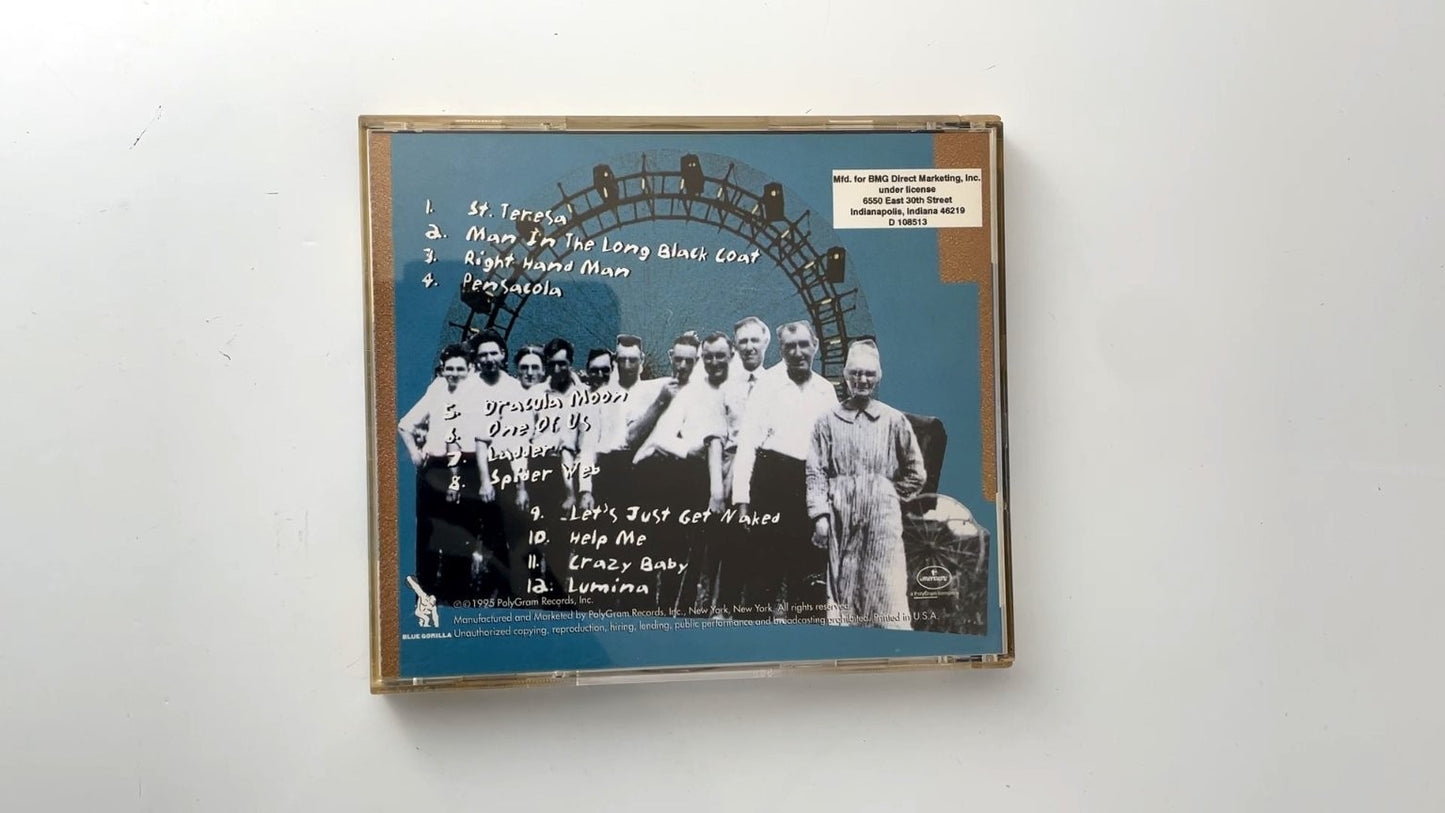 Mfd. for BMG Direct Marketing, Inc.
under license
6550 East 30th Street
Indianapolis, Indiana 46219
D 108513
1. St. Teresa
2. Man In The Long Black Coat
3. Right Hand Man
4. Pensacola
5. Dracula Moon
6. One Of Us
7. Ladder
8. Spider Web
9. Let's Just Get Naked
10. Help Me
11. Crazy Baby
12. Lumina
mercury
a PolyGram company
℗©1995 PolyGram Records, Inc.
Manufactured and Marketed by PolyGram Records, Inc., New York, New York. All rights reserved.
BLUE GORILLA Unauthorized copying, reproduction, hiring, lending, public performance and broadcasting prohibited. Printed in U.S.A.